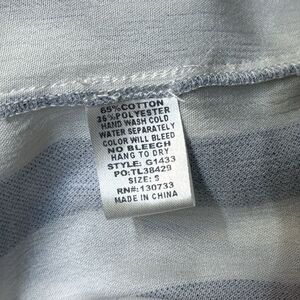 65%COTTON
35%POLYESTER
HAND WASH COLD
WATER SEPARATELY
COLOR WILL BLEED
NO BLEECH
HANG TO DRY
STYLE: G1433
PO:TL38429
SIZE: S
RN#:130733
MADE IN CHINA